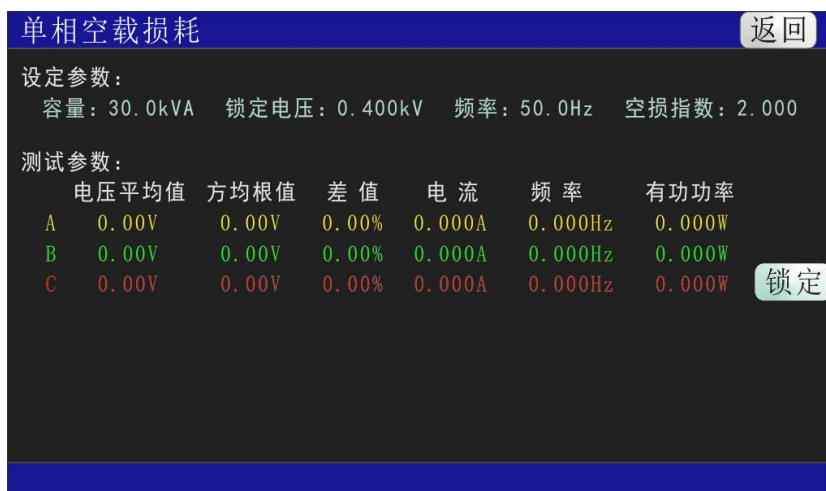 单相空载损耗 返回
设定参数:
容量: 30.0kVA 锁定电压: 0.400kV 频率: 50.0Hz 空损指数: 2.000
测试参数:
电压平均值 方均根值 差 值 电 流 频 率 有功功率
A 0.00V 0.00V 0.00% 0.000A 0.000Hz 0.000W
B 0.00V 0.00V 0.00% 0.000A 0.000Hz 0.000W
C 0.00V 0.00V 0.00% 0.000A 0.000Hz 0.000W 锁定